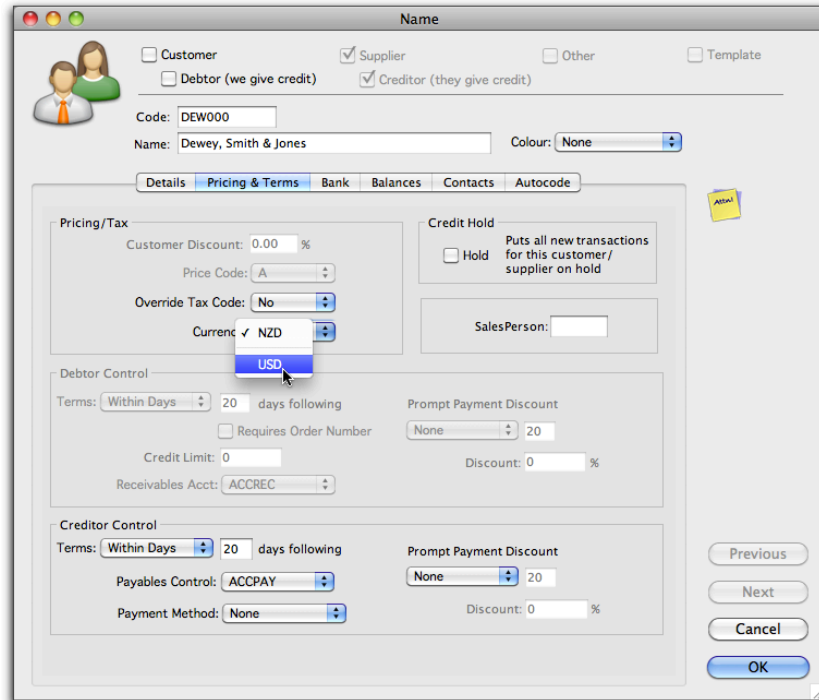 Name
Customer
Supplier
Other
Template
Debtor (we give credit)
Creditor (they give credit)
Code: DEW000
Name: Dewey, Smith & Jones
Colour: None
Details
Pricing & Terms
Bank
Balances
Contacts
Autocode
Attn!
Pricing/Tax
Customer Discount: 0.00 %
Price Code: A
Override Tax Code: No
Currenc
✓ NZD
USD
Credit Hold
Hold
Puts all new transactions
for this customer/
supplier on hold
SalesPerson:
Debtor Control
Terms: Within Days 20 days following
Requires Order Number
Credit Limit: 0
Receivables Acct: ACCREC
Prompt Payment Discount
None 20
Discount: 0 %
Creditor Control
Terms: Within Days 20 days following
Payables Control: ACCPAY
Payment Method: None
Prompt Payment Discount
None 20
Discount: 0 %
Previous
Next
Cancel
OK